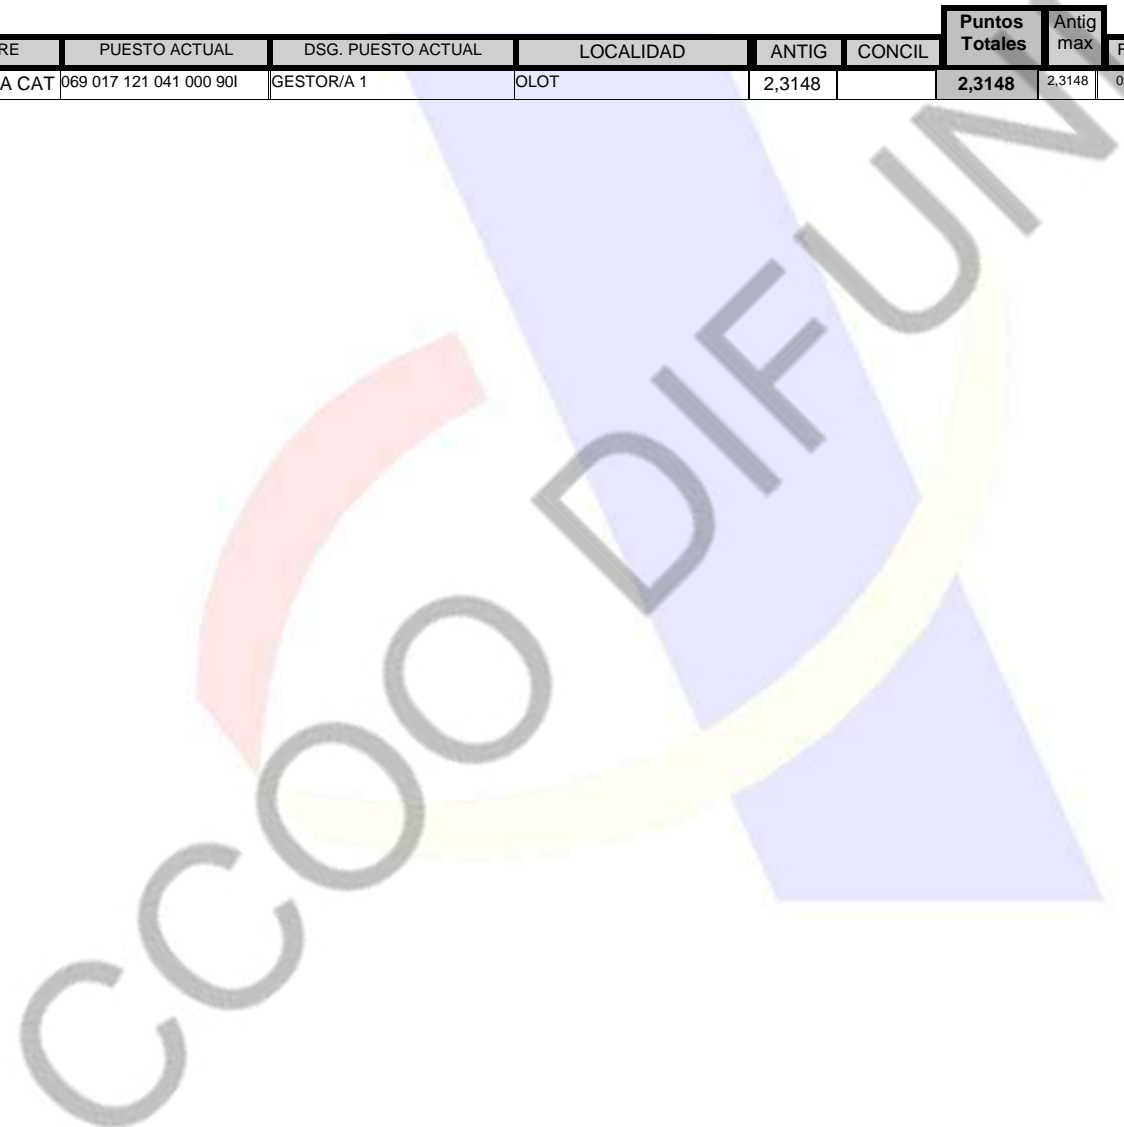 Puntos Totales Antig max
RE PUESTO ACTUAL DSG. PUESTO ACTUAL LOCALIDAD ANTIG CONCIL F
A CAT 069 017 121 041 000 90I GESTOR/A 1 OLOT 2,3148 2,3148 2,3148 0
CCOO DIFUN